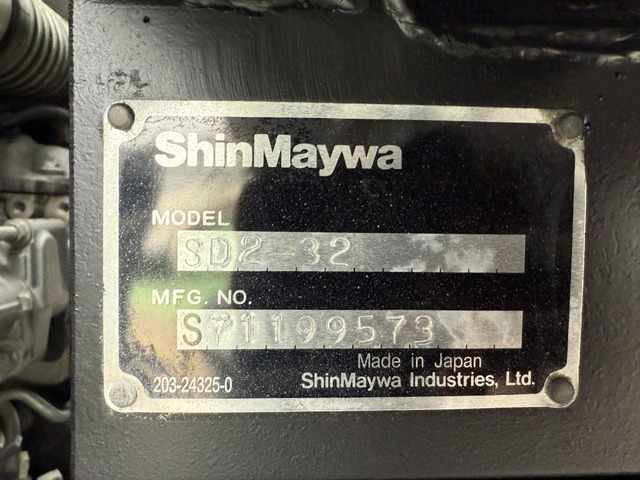 ShinMaywa
MODEL
SD2-32
MFG. NO.
S71199573
Made in Japan
203-24325-0
ShinMaywa Industries, Ltd.